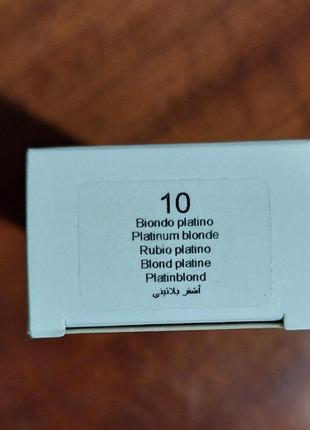 10
Biondo platino
Platinum blonde
Rubio platino
Blond platine
Platinblond
أشقر بلاتيني